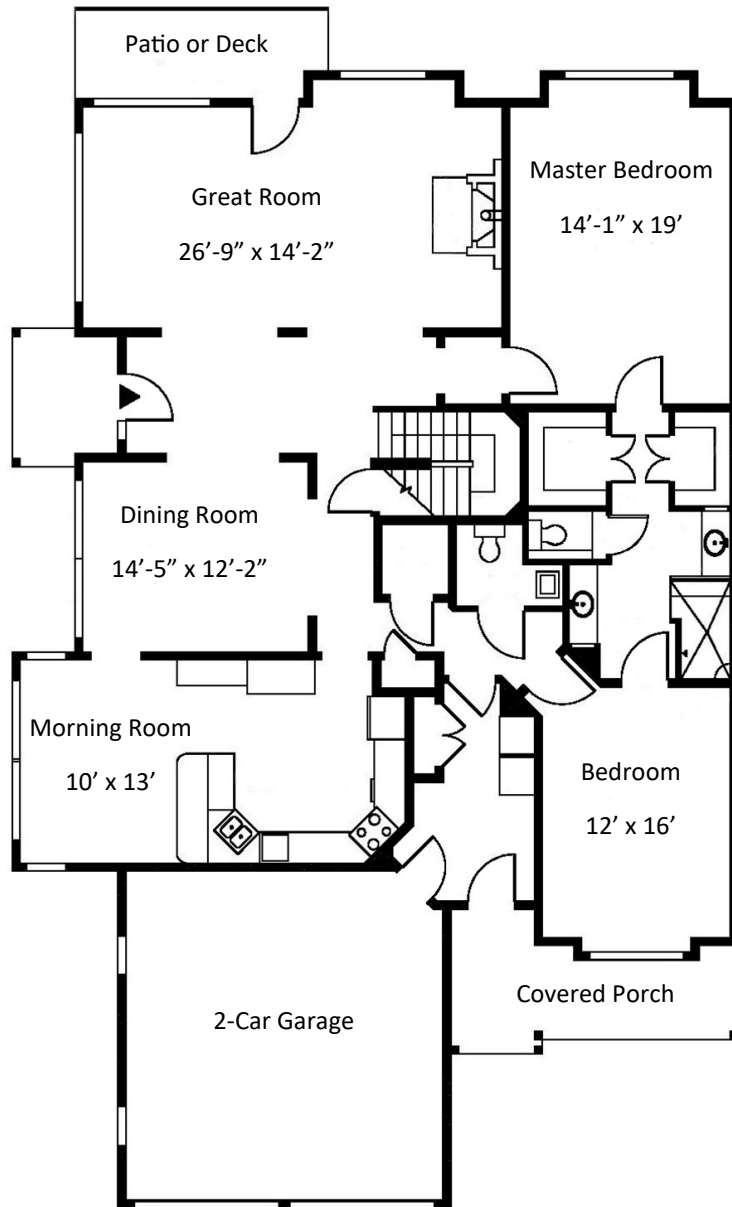 Patio or Deck
Great Room
26’-9” x 14’-2”
Master Bedroom
14’-1” x 19’
Dining Room
14’-5” x 12’-2”
Morning Room
10’ x 13’
Bedroom
12’ x 16’
2-Car Garage
Covered Porch